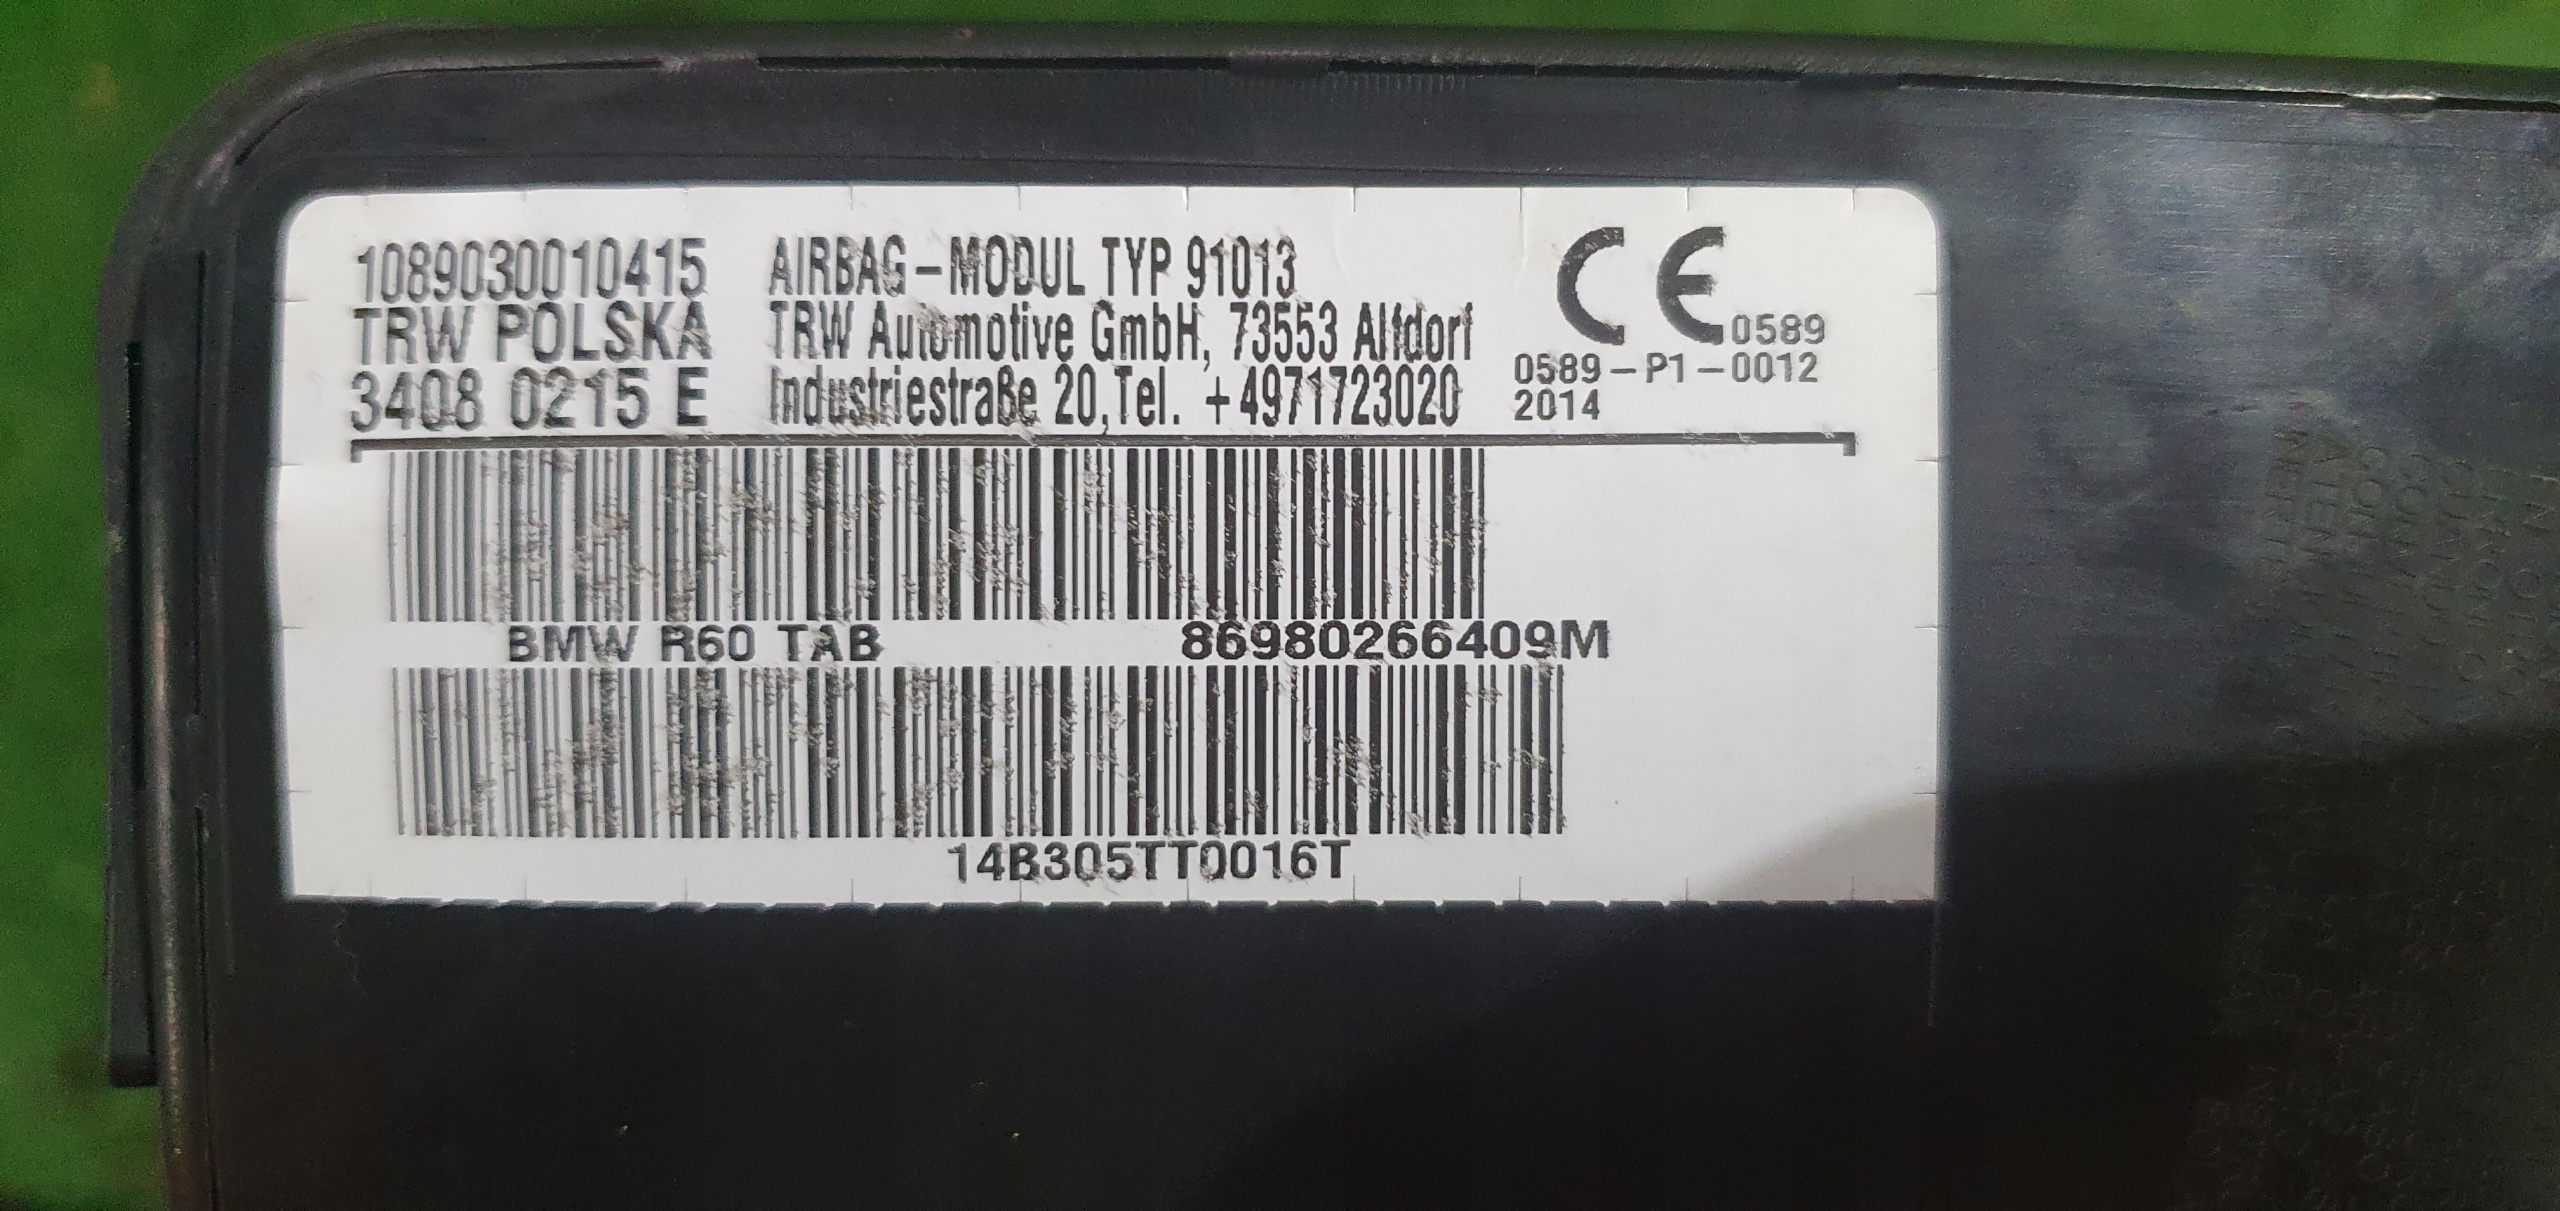 1089030010415 AIRBAG-MODUL TYP 91013
TRW POLSKA TRW Automotive GmbH, 73553 Alfdorf
3408 0215 E Industriestraße 20,Tel. +4971723020
CE 0589
0589-P1-0012
2014
BMW R60 TAB 86980266409M
14B305TT0016T